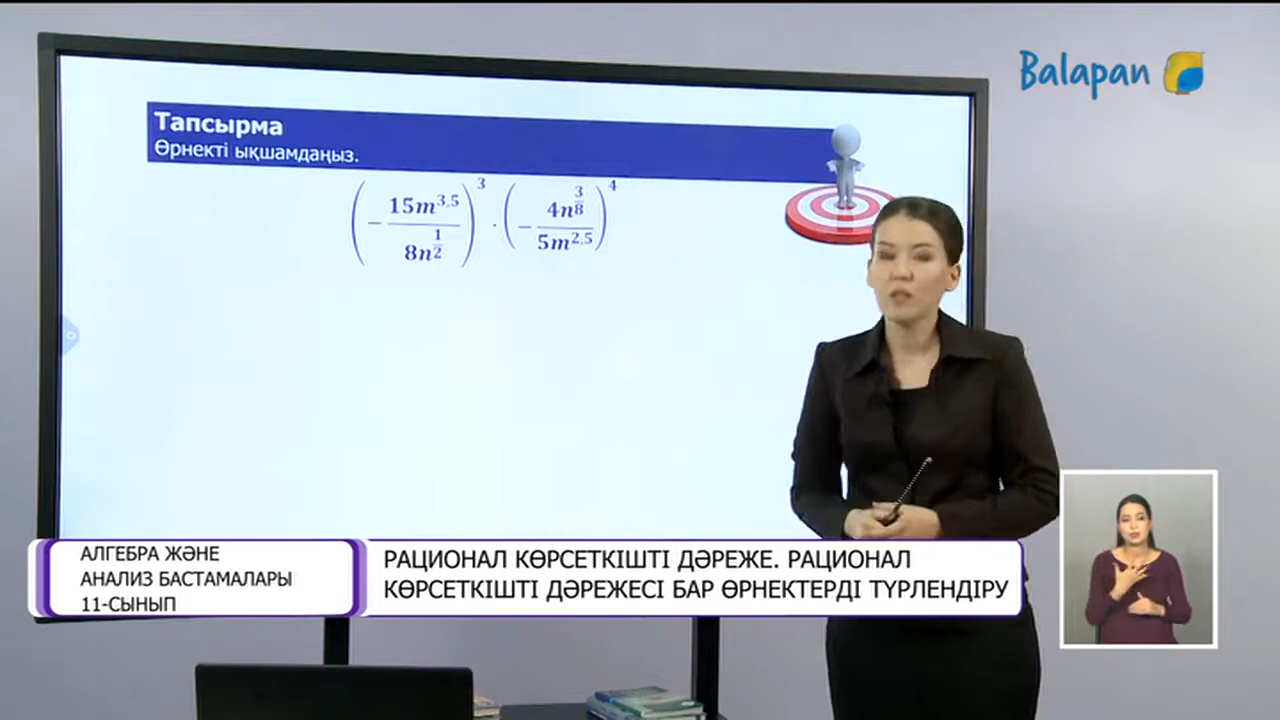 Balapan
Тапсырма
Өрнекті ықшамдаңыз.
(− 15m^3,5 / 8n^(1/2))^3 · (− 4n^(3/8) / 5m^2,5)^4
АЛГЕБРА ЖӘНЕ
АНАЛИЗ БАСТАМАЛАРЫ
11-СЫНЫП
РАЦИОНАЛ КӨРСЕТКІШТІ ДӘРЕЖЕ. РАЦИОНАЛ
КӨРСЕТКІШТІ ДӘРЕЖЕСІ БАР ӨРНЕКТЕРДІ ТҮРЛЕНДІРУ